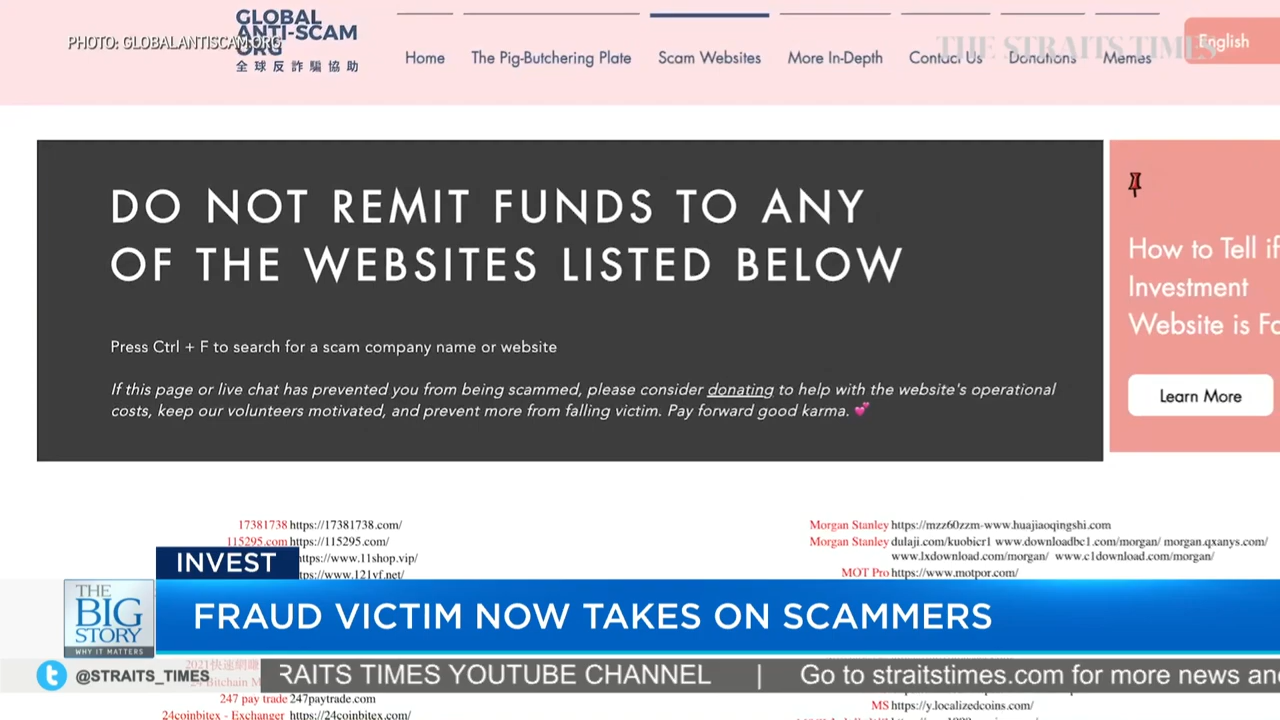 GLOBAL
ANTI-SCAM
ORG
全球反詐騙協助
PHOTO: GLOBALANTISCAM.ORG
Home The Pig-Butchering Plate Scam Websites More In-Depth Contact Us Donations Memes
English
THE STRAITS TIMES
DO NOT REMIT FUNDS TO ANY
OF THE WEBSITES LISTED BELOW
Press Ctrl + F to search for a scam company name or website
If this page or live chat has prevented you from being scammed, please consider donating to help with the website's operational
costs, keep our volunteers motivated, and prevent more from falling victim. Pay forward good karma. 💕
How to Tell if
Investment
Website is
Learn More
17381738 https://17381738.com/
115295.com https://115295.com/
https://www.11shop.vip/
https://www.121vf.net/
Morgan Stanley https://mzz60zzm-www.huajiaoqingshi.com
Morgan Stanley dulaji.com/kuobicr1 www.downloadbc1.com/morgan/ morgan.qxanys.com/
www.lxdownload.com/morgan/ www.c1download.com/morgan/
MOT Pro https://www.motpor.com/
INVEST
THE
BIG
STORY
WHY IT MATTERS
FRAUD VICTIM NOW TAKES ON SCAMMERS
@STRAITS_TIMES
RAITS TIMES YOUTUBE CHANNEL | Go to straitstimes.com for more news
24 Bitchain
247 pay trade 247paytrade.com
24coinbitex - Exchanger https://24coinbitex.com/
MS https://y.localizedcoins.com/